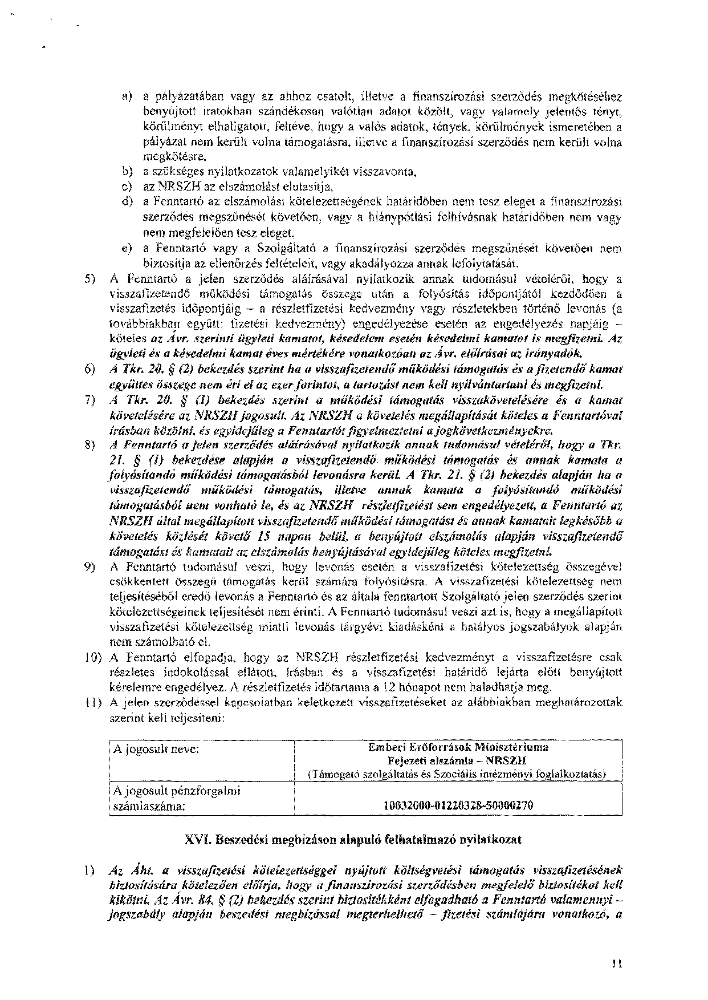 a) a pályázatában vagy az ahhoz csatolt, illetve a finanszírozási szerződés megkötéséhez
benyújtott iratokban szándékosan valótlan adatot közölt, vagy valamely jelentős tényt,
körülményt elhallgatott, feltéve, hogy a valós adatok, tények, körülmények ismeretében a
pályázat nem került volna támogatásra, illetve a finanszírozási szerződés nem került volna
megkötésre,
b) a szükséges nyilatkozatok valamelyikét visszavonta,
c) az NRSZH az elszámolást elutasítja,
d) a Fenntartó az elszámolási kötelezettségének határidőben nem tesz eleget a finanszírozási
szerződés megszűnését követően, vagy a hiánypótlási felhívásnak határidőben nem vagy
nem megfelelően tesz eleget,
e) a Fenntartó vagy a Szolgáltató a finanszírozási szerződés megszűnését követően nem
biztosítja az ellenőrzés feltételeit, vagy akadályozza annak lefolytatását.
5) A Fenntartó a jelen szerződés aláírásával nyilatkozik annak tudomásul vételéről, hogy a
visszafizetendő működési támogatás összege után a folyósítás időpontjától kezdődően a
visszafizetés időpontjáig – a részletfizetési kedvezmény vagy részletekben történő levonás (a
továbbiakban együtt: fizetési kedvezmény) engedélyezése esetén az engedélyezés napjáig –
köteles az Ávr. szerinti ügyleti kamatot, késedelem esetén késedelmi kamatot is megfizetni. Az
ügyleti és a késedelmi kamat éves mértékére vonatkozóan az Ávr. előírásai az irányadók.
6) A Tkr. 20. § (2) bekezdés szerint ha a visszafizetendő működési támogatás és a fizetendő kamat
együttes összege nem éri el az ezer forintot, a tartozást nem kell nyilvántartani és megfizetni.
7) A Tkr. 20. § (1) bekezdés szerint a működési támogatás visszakövetelésére és a kamat
követelésére az NRSZH jogosult. Az NRSZH a követelés megállapítását köteles a Fenntartóval
írásban közölni, és egyidejűleg a Fenntartót figyelmeztetni a jogkövetkezményekre.
8) A Fenntartó a jelen szerződés aláírásával nyilatkozik annak tudomásul vételéről, hogy a Tkr.
21. § (1) bekezdése alapján a visszafizetendő működési támogatás és annak kamata a
folyósítandó működési támogatásból levonásra kerül. A Tkr. 21. § (2) bekezdés alapján ha a
visszafizetendő működési támogatás, illetve annak kamata a folyósítandó működési
támogatásból nem vonható le, és az NRSZH részletfizetést sem engedélyezett, a Fenntartó az
NRSZH által megállapított visszafizetendő működési támogatást és annak kamatait legkésőbb a
követelés közlését követő 15 napon belül, a benyújtott elszámolás alapján visszafizetendő
támogatást és kamatait az elszámolás benyújtásával egyidejűleg köteles megfizetni.
9) A Fenntartó tudomásul veszi, hogy levonás esetén a visszafizetési kötelezettség összegével
csökkentett összegű támogatás kerül számára folyósításra. A visszafizetési kötelezettség nem
teljesítéséből eredő levonás a Fenntartó és az általa fenntartott Szolgáltató jelen szerződés szerint
kötelezettségeinek teljesítését nem érinti. A Fenntartó tudomásul veszi azt is, hogy a megállapított
visszafizetési kötelezettség miatti levonás tárgyévi kiadásként a hatályos jogszabályok alapján
nem számolható el.
10) A Fenntartó elfogadja, hogy az NRSZH részletfizetési kedvezményt a visszafizetésre csak
részletes indokolással ellátott, írásban és a visszafizetési határidő lejárta előtt benyújtott
kérelemre engedélyez. A részletfizetés időtartama a 12 hónapot nem haladhatja meg.
11) A jelen szerződéssel kapcsolatban keletkezett visszafizetéseket az alábbiakban meghatározottak
szerint kell teljesíteni:
A jogosult neve:
Emberi Erőforrások Minisztériuma
Fejezeti alszámla – NRSZH
(Támogató szolgáltatás és Szociális intézményi foglalkoztatás)
A jogosult pénzforgalmi
számlaszáma:
10032000-01220328-50000270
XVI. Beszedési megbízáson alapuló felhatalmazó nyilatkozat
1) Az Áht. a visszafizetési kötelezettséggel nyújtott költségvetési támogatás visszafizetésének
biztosítására kötelezően előírja, hogy a finanszírozási szerződésben megfelelő biztosítékot kell
kikötni. Az Ávr. 84. § (2) bekezdés szerint biztosítékként elfogadható a Fenntartó valamennyi –
jogszabály alapján beszedési megbízással megterhelhető – fizetési számlájára vonatkozó, a
11